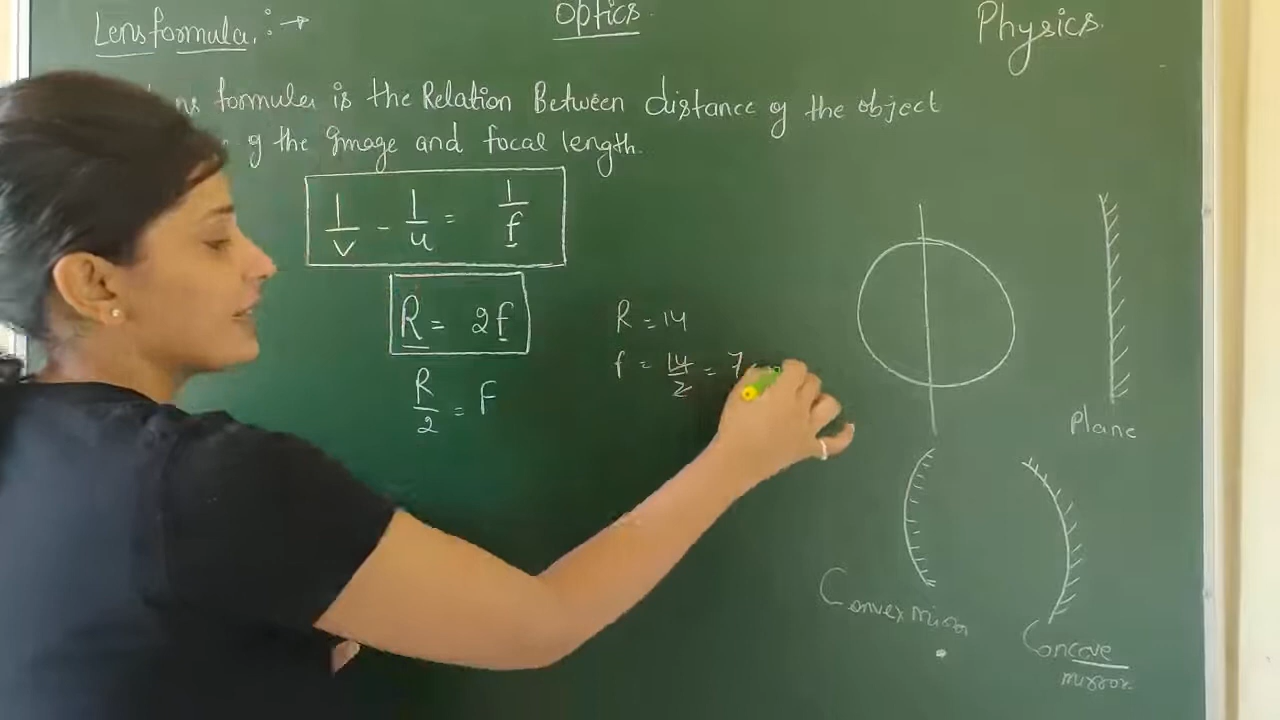 Lens formula :→
Optics
Physics
formula is the Relation Between distance of the object
of the Image and focal length.
1/v - 1/u = 1/f
R = 2f
R/2 = F
R = 14
f = 14/2 = 7
Plane
Convex mirror
Concave
mirror